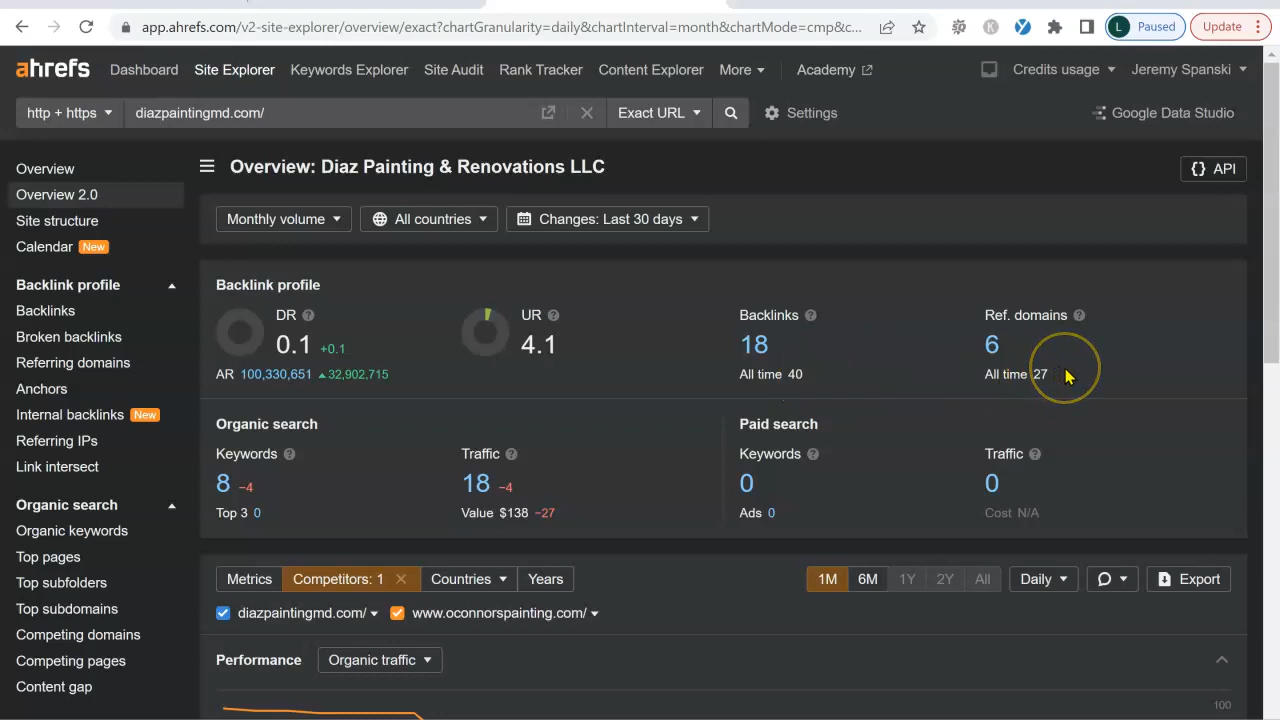 app.ahrefs.com/v2-site-explorer/overview/exact?chartGranularity=daily&chartInterval=month&chartMode=cmp&c...
K
L Paused
Update
ahrefs Dashboard Site Explorer Keywords Explorer Site Audit Rank Tracker Content Explorer More Academy Credits usage Jeremy Spanski
http + https diazpaintingmd.com/ Exact URL Settings Google Data Studio
Overview
Overview 2.0
Site structure
Calendar New
Backlink profile
Backlinks
Broken backlinks
Referring domains
Anchors
Internal backlinks New
Referring IPs
Link intersect
Organic search
Organic keywords
Top pages
Top subfolders
Top subdomains
Competing domains
Competing pages
Content gap
Overview: Diaz Painting & Renovations LLC
{} API
Monthly volume All countries Changes: Last 30 days
Backlink profile
DR ? UR ? Backlinks ? Ref. domains ?
0.1 +0.1 4.1 18 6
AR 100,330,651 ▲32,902,715 All time 40 All time 27
Organic search Paid search
Keywords ? Traffic ? Keywords ? Traffic ?
8 −4 18 −4 0 0
Top 3 0 Value $138 −27 Ads 0 Cost N/A
Metrics Competitors: 1 × Countries Years 1M 6M 1Y 2Y All Daily Export
diazpaintingmd.com/ www.oconnorspainting.com/
Performance Organic traffic
100